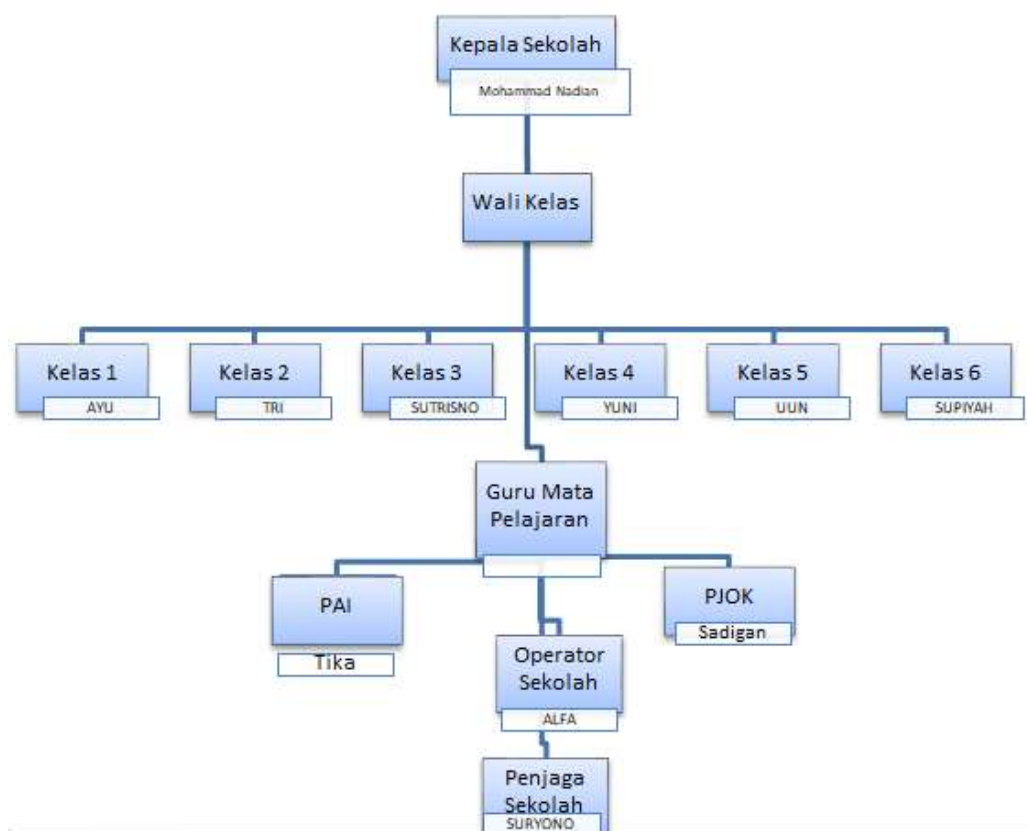 Kepala Sekolah
Mohammad Nadian
Wali Kelas
Kelas 1
AYU
Kelas 2
TRI
Kelas 3
SUTRISNO
Kelas 4
YUNI
Kelas 5
UUN
Kelas 6
SUPIYAH
Guru Mata
Pelajaran
PAI
Tika
PJOK
Sadigan
Operator
Sekolah
ALFA
Penjaga
Sekolah
SURYONO